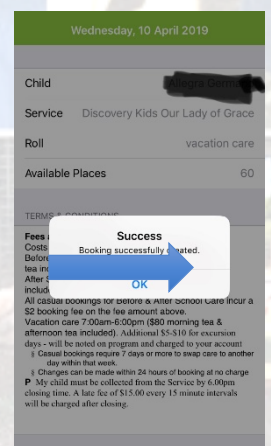 Wednesday, 10 April 2019
Child
Service Discovery Kids Our Lady of Grace
Roll vacation care
Available Places 60
TERMS & CONDITIONS
Success
Booking successfully created.
OK
Fees
Costs
Before
tea
After
All casual bookings for Before & After School Care incur a
$2 booking fee on the fee amount above.
Vacation care 7:00am-6:00pm ($80 morning tea &
afternoon tea included). Additional $5-$10 for excursion
days - will be noted on program and charged to your account
§ Casual bookings require 7 days or more to swap care to another
day within that week.
§ Changes can be made within 24 hours of booking at no charge
P My child must be collected from the Service by 6.00pm
closing time. A late fee of $15.00 every 15 minute intervals
will be charged after closing.